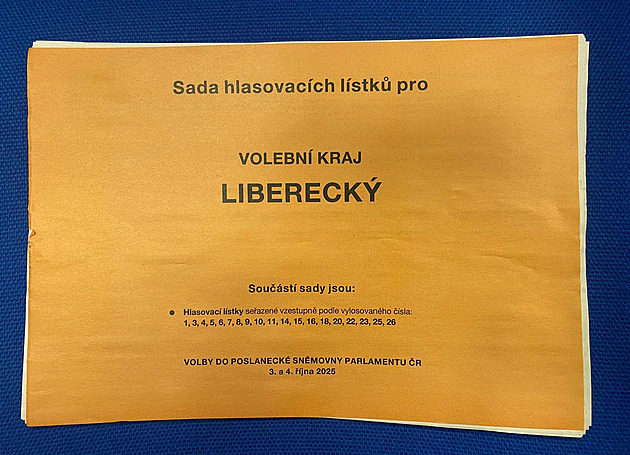 Sada hlasovacích lístků pro
VOLEBNÍ KRAJ
LIBERECKÝ
Součástí sady jsou:
● Hlasovací lístky seřazené vzestupně podle vylosovaného čísla:
1, 3, 4, 5, 6, 7, 8, 9, 10, 11, 14, 15, 16, 18, 20, 22, 23, 25, 26
VOLBY DO POSLANECKÉ SNĚMOVNY PARLAMENTU ČR
3. a 4. října 2025